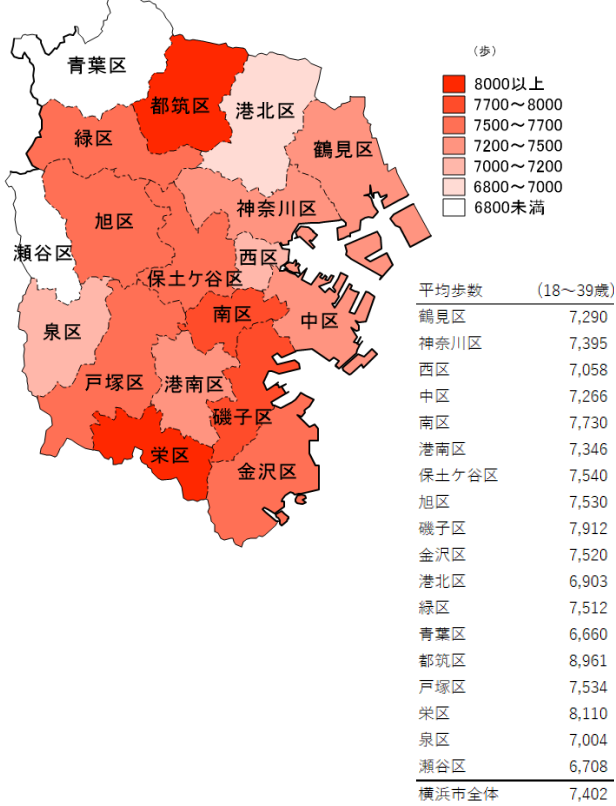 青葉区
都筑区
港北区
緑区
鶴見区
旭区
神奈川区
瀬谷区
西区
保土ケ谷区
泉区
南区
中区
戸塚区
港南区
磯子区
栄区
金沢区
(歩)
8000以上
7700～8000
7500～7700
7200～7500
7000～7200
6800～7000
6800未満
平均歩数 (18～39歳)
鶴見区 7,290
神奈川区 7,395
西区 7,058
中区 7,266
南区 7,730
港南区 7,346
保土ケ谷区 7,540
旭区 7,530
磯子区 7,912
金沢区 7,520
港北区 6,903
緑区 7,512
青葉区 6,660
都筑区 8,961
戸塚区 7,534
栄区 8,110
泉区 7,004
瀬谷区 6,708
横浜市全体 7,402